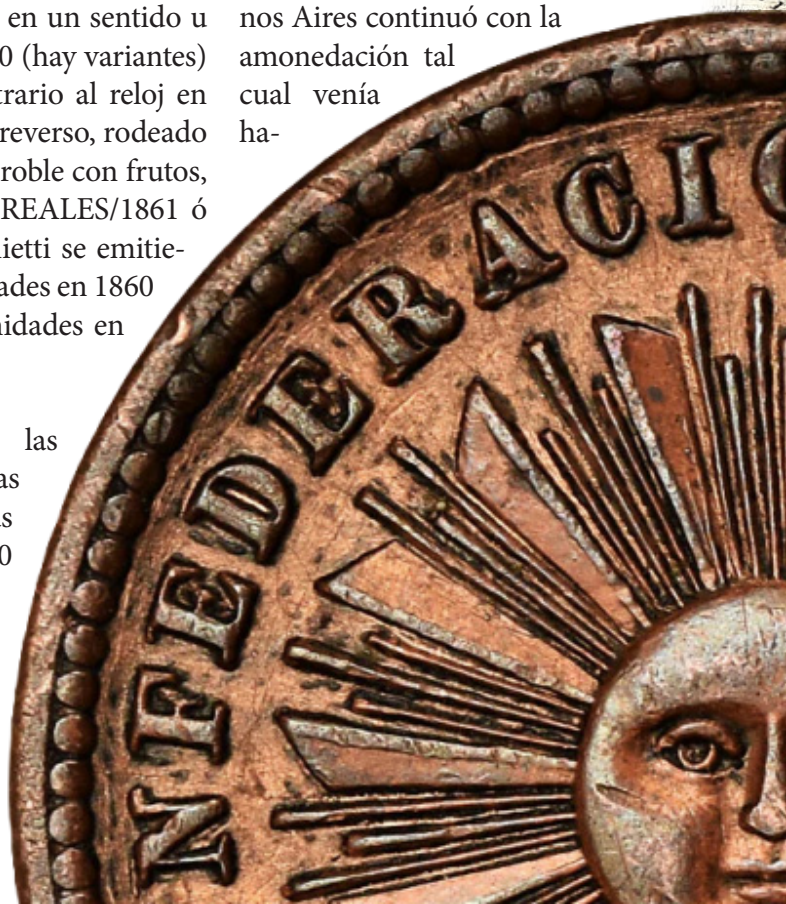 en un sentido u
0 (hay variantes)
trario al reloj en
reverso, rodeado
roble con frutos,
REALES/1861 ó
ietti se emitie-
ades en 1860
nidades en
las
as
s
0
nos Aires continuó con la
amonedación tal
cual venía
ha-
NFEDERACIO